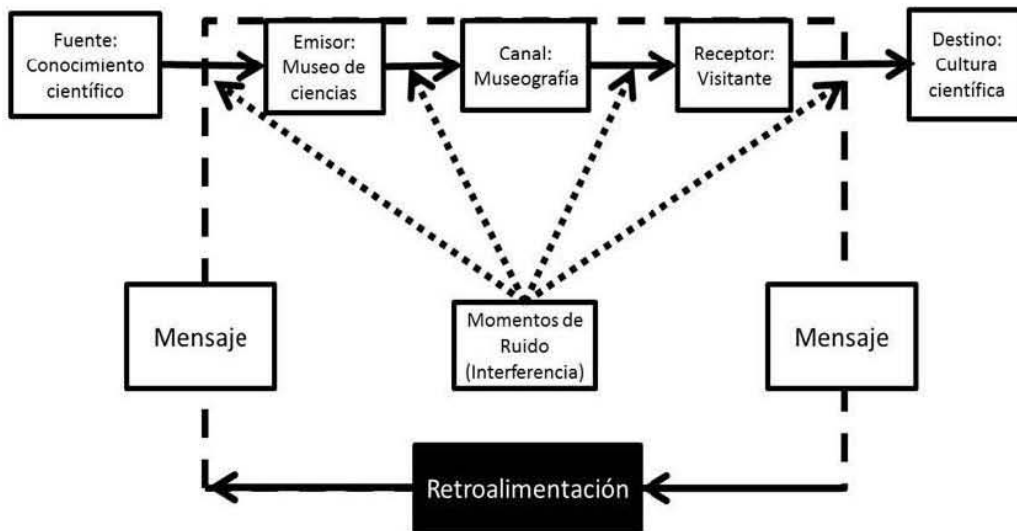 Fuente:
Conocimiento
científico
Emisor:
Museo de
ciencias
Canal:
Museografía
Receptor:
Visitante
Destino:
Cultura
científica
Mensaje
Momentos de
Ruido
(Interferencia)
Mensaje
Retroalimentación